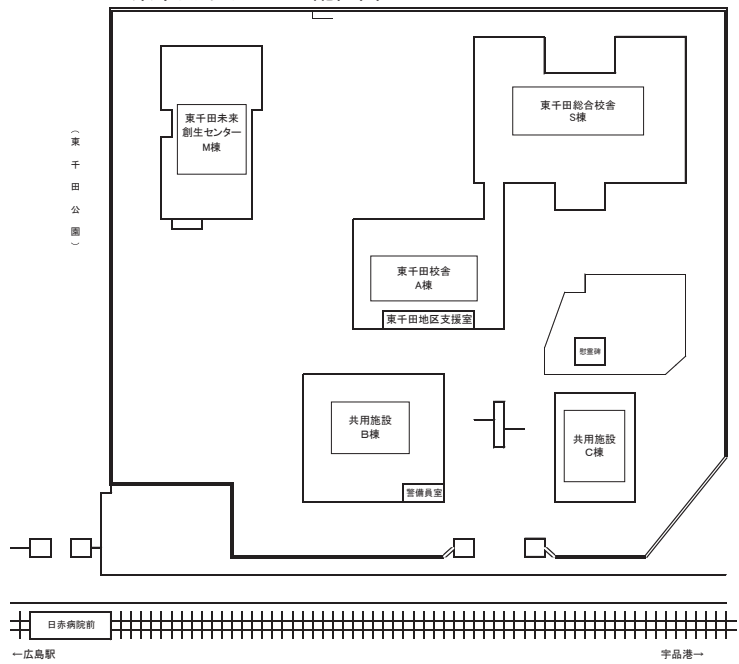 東千田未来
創生センター
M棟
東千田総合校舎
S棟
（東千田公園）
東千田校舎
A棟
東千田地区支援室
慰霊碑
共用施設
B棟
共用施設
C棟
警備員室
日赤病院前
←広島駅
宇品港→